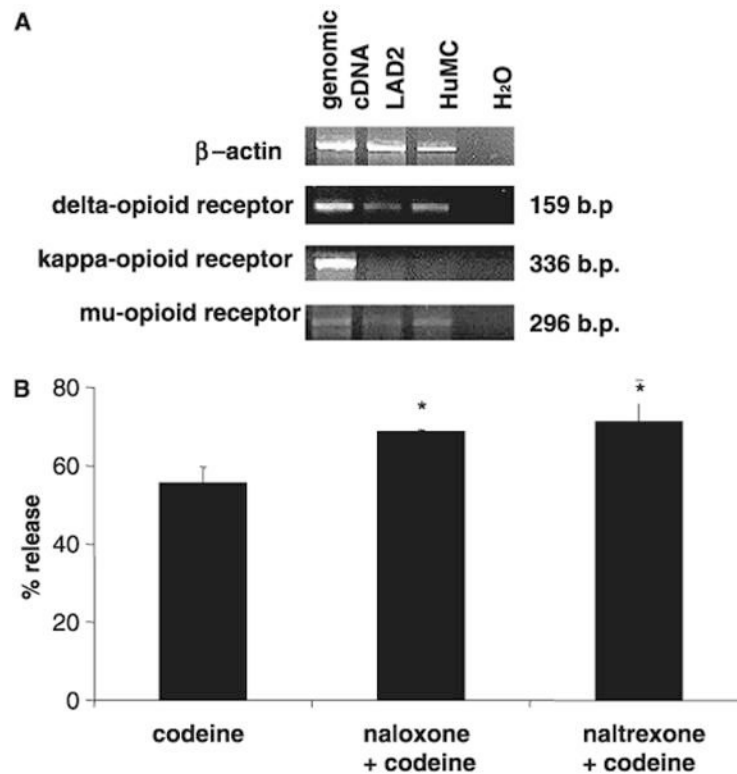 A
genomic
cDNA
LAD2
HuMC
H₂O
β-actin
delta-opioid receptor 159 b.p
kappa-opioid receptor 336 b.p.
mu-opioid receptor 296 b.p.
B
80
60
40
20
0
% release
*
*
codeine
naloxone
+ codeine
naltrexone
+ codeine